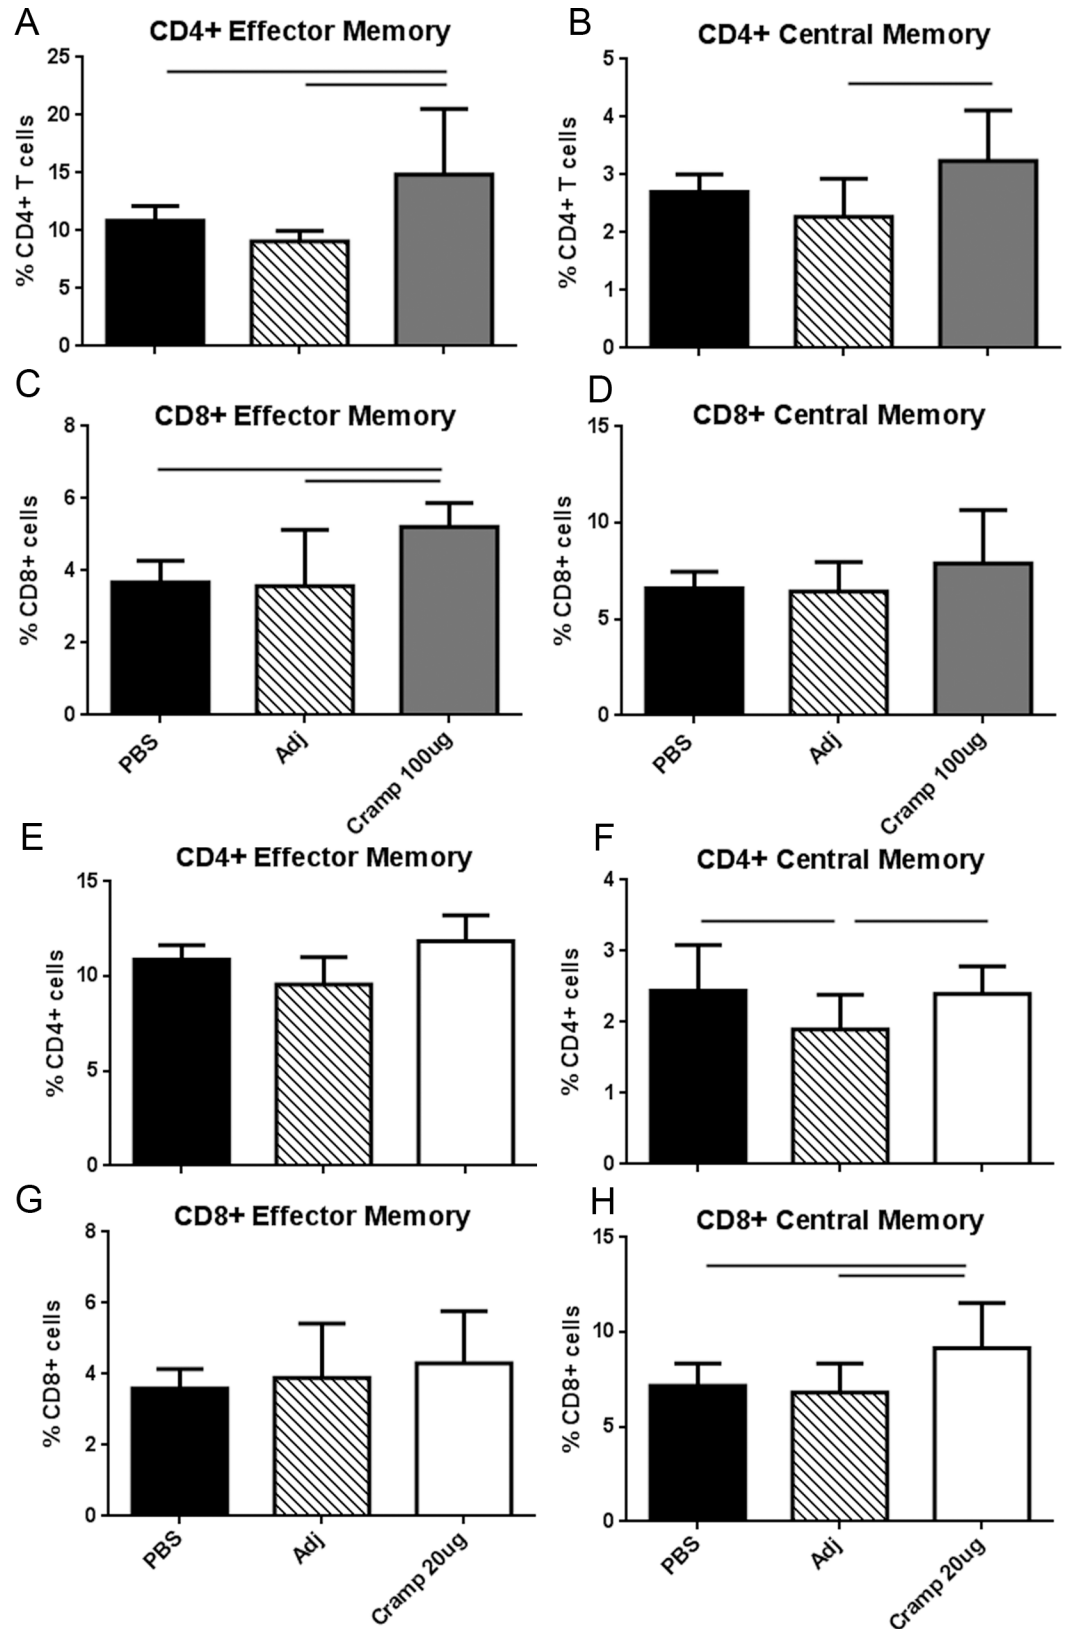 A
CD4+ Effector Memory
25
20
15
10
5
0
% CD4+ T cells
B
CD4+ Central Memory
5
4
3
2
1
0
% CD4+ T cells
C
CD8+ Effector Memory
8
6
4
2
0
% CD8+ cells
PBS
Adj
Cramp 100ug
D
CD8+ Central Memory
15
10
5
0
% CD8+ cells
PBS
Adj
Cramp 100ug
E
CD4+ Effector Memory
15
10
5
0
% CD4+ cells
F
CD4+ Central Memory
4
3
2
1
0
% CD4+ cells
G
CD8+ Effector Memory
8
6
4
2
0
% CD8+ cells
PBS
Adj
Cramp 20ug
H
CD8+ Central Memory
15
10
5
0
% CD8+ cells
PBS
Adj
Cramp 20ug